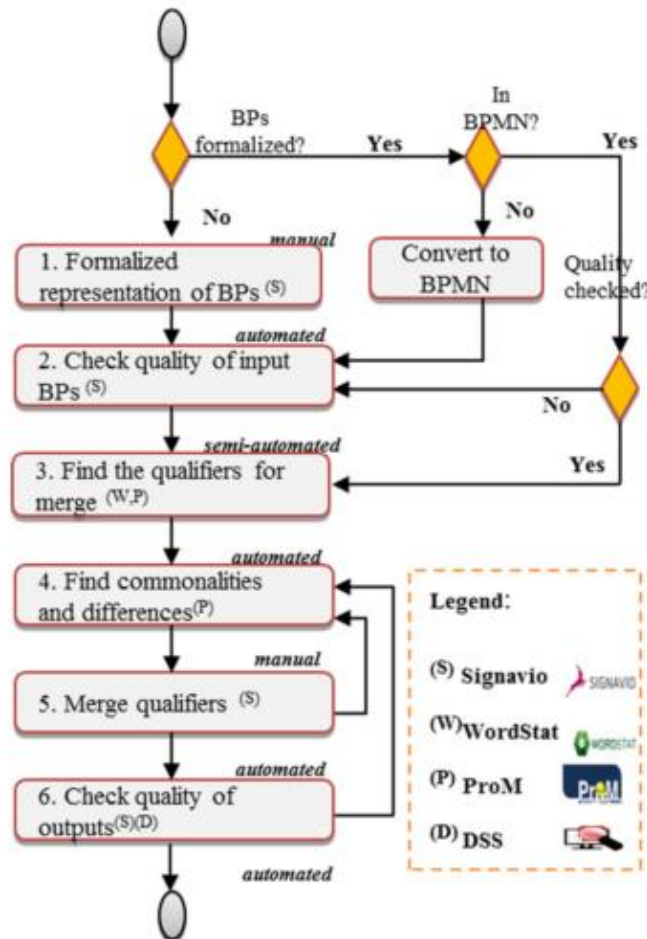 BPs
formalized?
Yes
In
BPMN?
Yes
No
No
manual
1. Formalized
representation of BPs (S)
Convert to
BPMN
Quality
checked?
automated
2. Check quality of input
BPs (S)
No
semi-automated
3. Find the qualifiers for
merge (W,P)
Yes
automated
4. Find commonalities
and differences(P)
manual
5. Merge qualifiers (S)
automated
6. Check quality of
outputs(S)(D)
automated
Legend:
(S) Signavio
SIGNAVIO
(W)WordStat
WORDSTAT
(P) ProM
ProM
(D) DSS